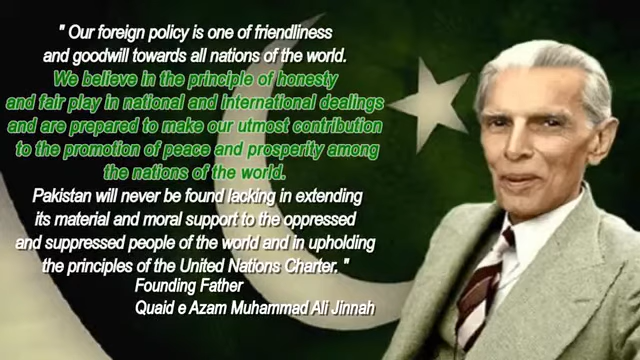 " Our foreign policy is one of friendliness
and goodwill towards all nations of the world.
We believe in the principle of honesty
and fair play in national and international dealings
and are prepared to make our utmost contribution
to the promotion of peace and prosperity among
the nations of the world.
Pakistan will never be found lacking in extending
its material and moral support to the oppressed
and suppressed people of the world and in upholding
the principles of the United Nations Charter. "
Founding Father
Quaid e Azam Muhammad Ali Jinnah